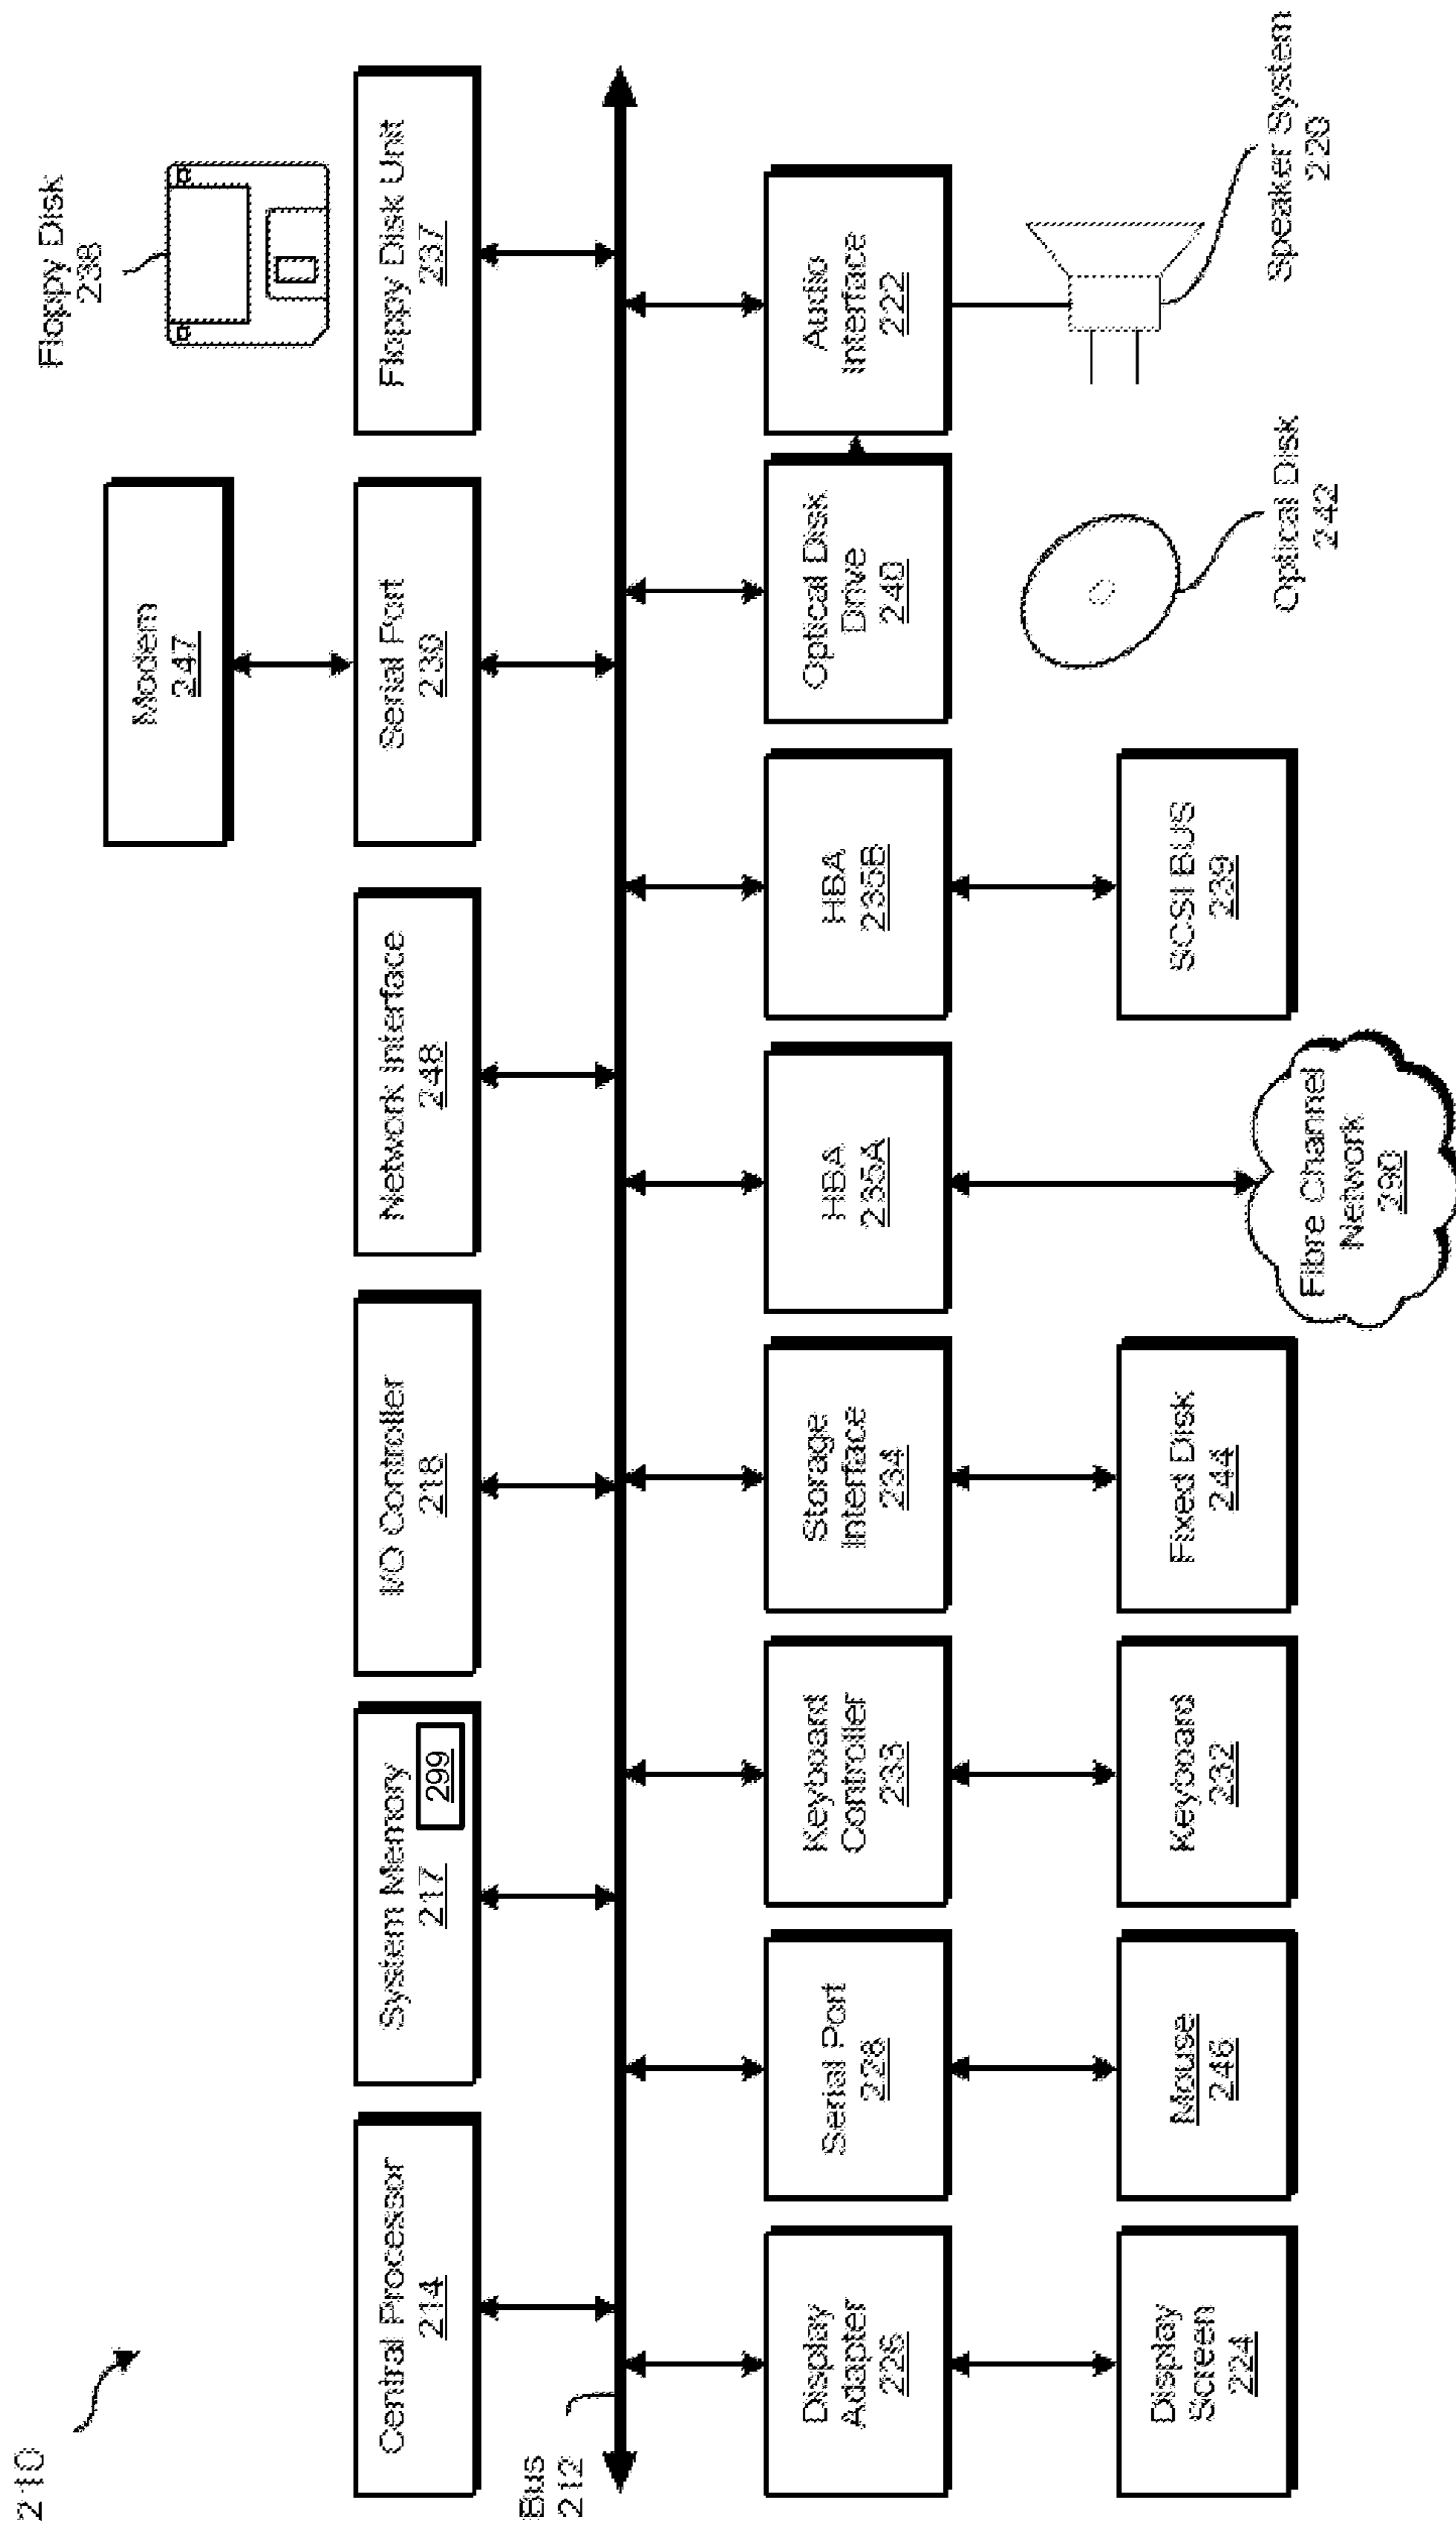 210
Modem
247
Floppy Disk
238
Central Processor
214
System Memory
217
299
I/O Controller
218
Network Interface
248
Serial Port
230
Floppy Disk Unit
237
Bus
212
Display
Adapter
226
Serial Port
228
Keyboard
Controller
233
Storage
Interface
234
HBA
235A
HBA
235B
Optical Disk
Drive
240
Audio
Interface
222
Display
Screen
224
Mouse
246
Keyboard
232
Fixed Disk
244
Fibre Channel
Network
290
SCSI BUS
239
Optical Disk
242
Speaker System
220